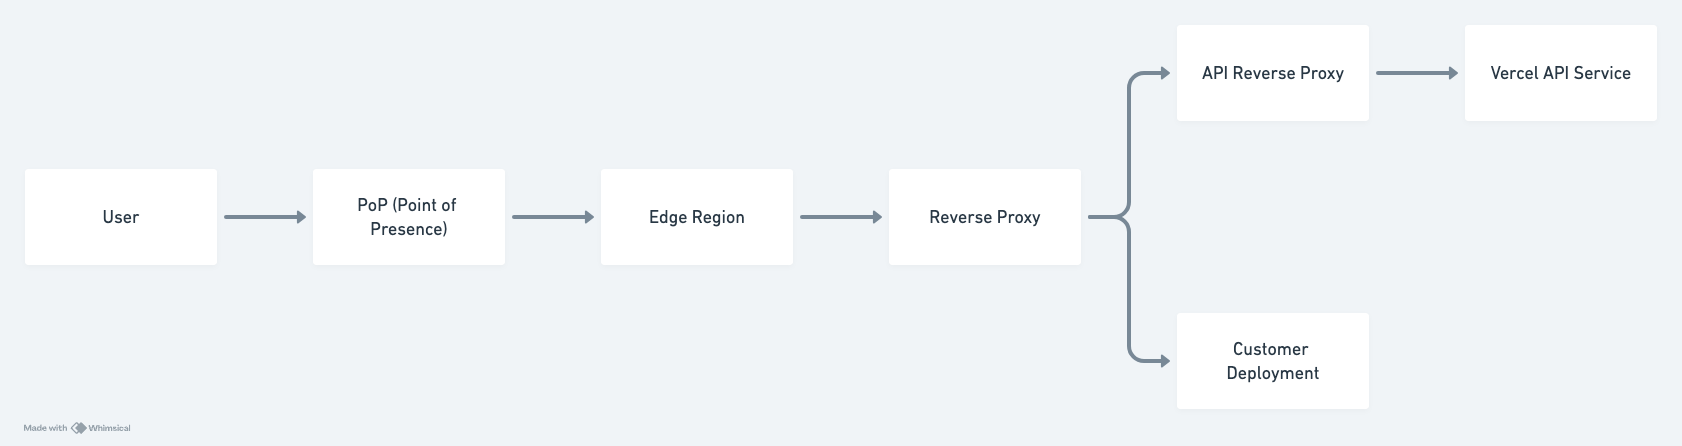 User
PoP (Point of
Presence)
Edge Region
Reverse Proxy
API Reverse Proxy
Vercel API Service
Customer
Deployment
Made with Whimsical